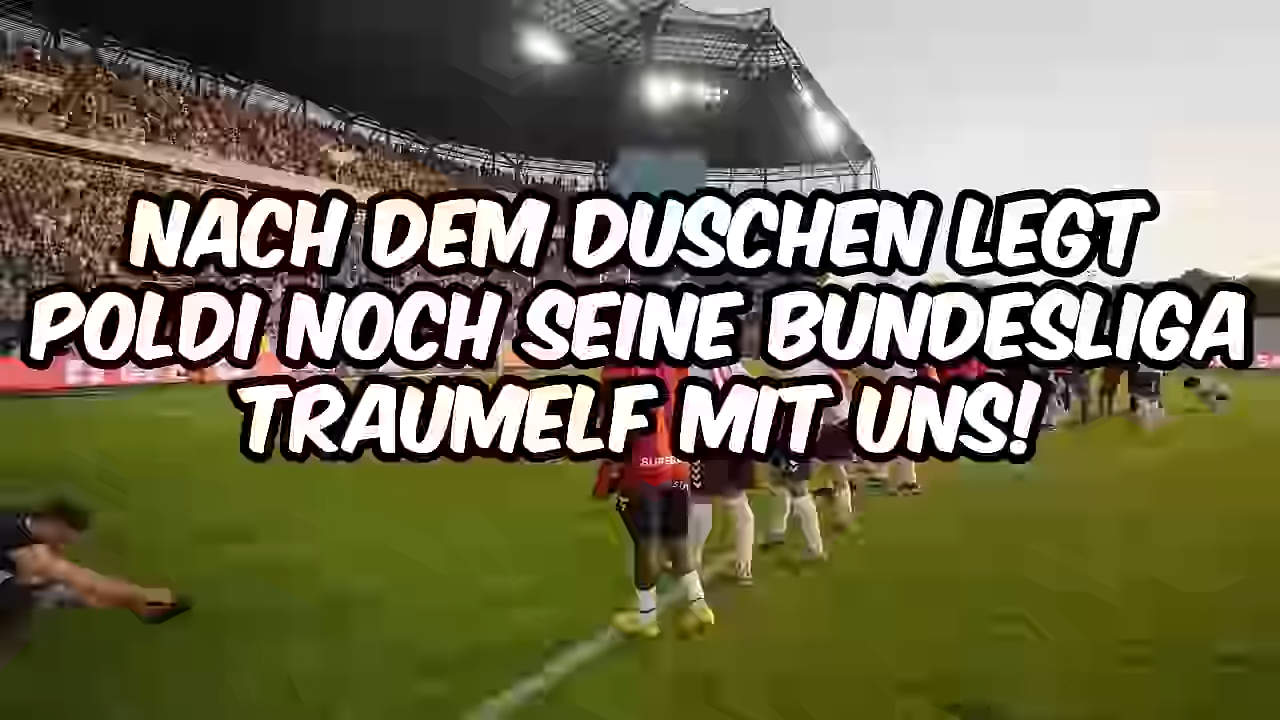 NACH DEM DUSCHEN LEGT
POLDI NOCH SEINE BUNDESLIGA
TRAUMELF MIT UNS!